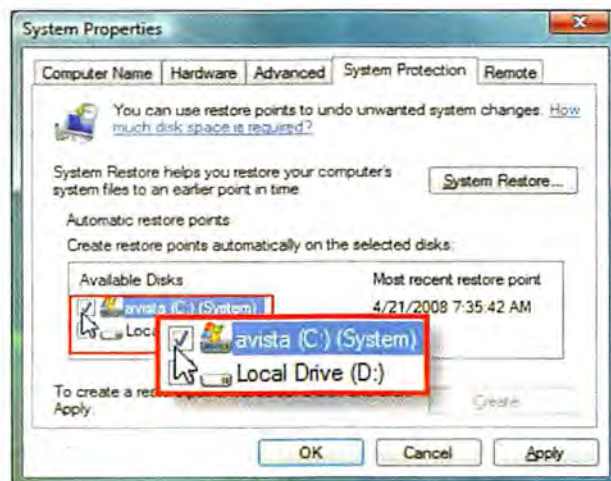 System Properties
Computer Name Hardware Advanced System Protection Remote
You can use restore points to undo unwanted system changes. How
much disk space is required?
System Restore helps you restore your computer's
system files to an earlier point in time
System Restore...
Automatic restore points
Create restore points automatically on the selected disks:
Available Disks Most recent restore point
avista (C:) (System) 4/21/2008 7:35:42 AM
Loca
avista (C:) (System)
Local Drive (D:)
To create a
Apply.
Create
OK Cancel Apply